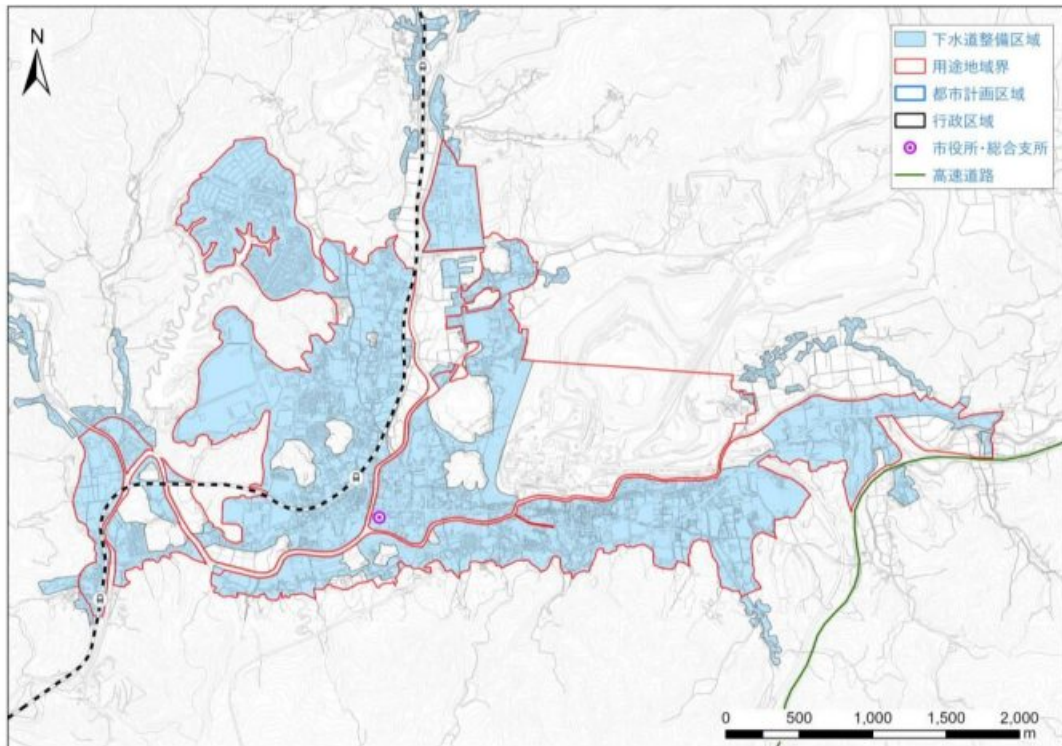 N
下水道整備区域
用途地域界
都市計画区域
行政区域
市役所・総合支所
高速道路
0 500 1,000 1,500 2,000
m